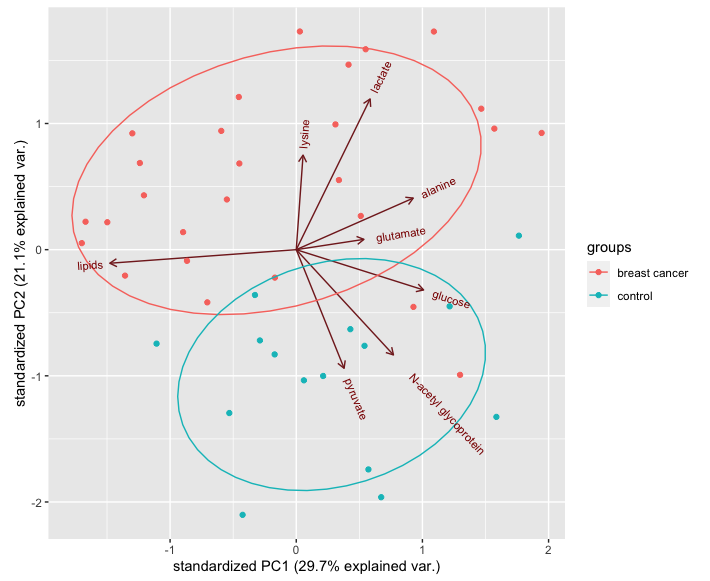 lactate
lysine
alanine
glutamate
lipids
glucose
N-acetyl glycoprotein
pyruvate
1
0
-1
-2
standardized PC2 (21.1% explained var.)
-1
0
1
2
standardized PC1 (29.7% explained var.)
groups
breast cancer
control